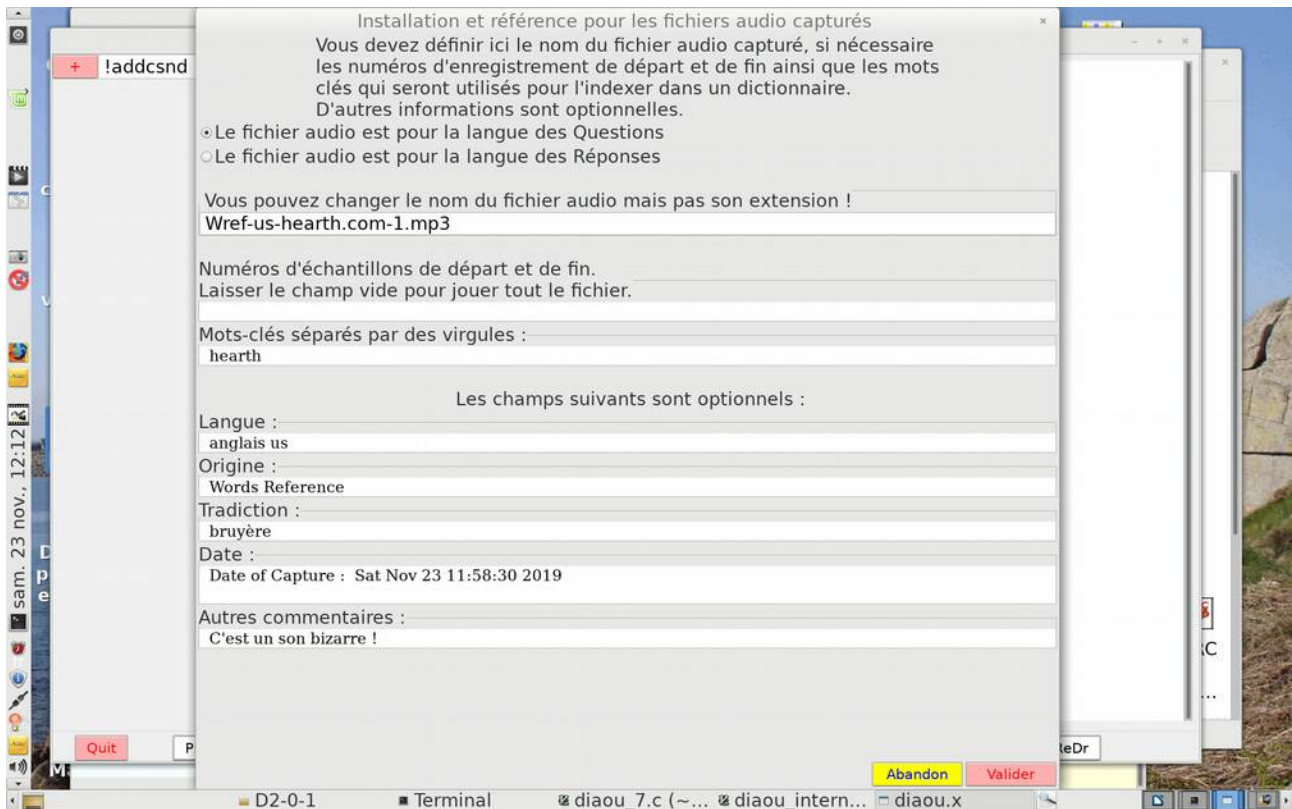 Installation et référence pour les fichiers audio capturés
Vous devez définir ici le nom du fichier audio capturé, si nécessaire
les numéros d'enregistrement de départ et de fin ainsi que les mots
clés qui seront utilisés pour l'indexer dans un dictionnaire.
D'autres informations sont optionnelles.
+ !addcsnd
Le fichier audio est pour la langue des Questions
Le fichier audio est pour la langue des Réponses
Vous pouvez changer le nom du fichier audio mais pas son extension !
Wref-us-hearth.com-1.mp3
Numéros d'échantillons de départ et de fin.
Laisser le champ vide pour jouer tout le fichier.
Mots-clés séparés par des virgules :
hearth
Les champs suivants sont optionnels :
Langue :
anglais us
Origine :
Words Reference
Tradiction :
bruyère
Date :
Date of Capture : Sat Nov 23 11:58:30 2019
Autres commentaires :
C'est un son bizarre !
Abandon Valider
Quit
sam. 23 nov., 12:12
D2-0-1 Terminal diaou_7.c (~... diaou_intern... diaou.x